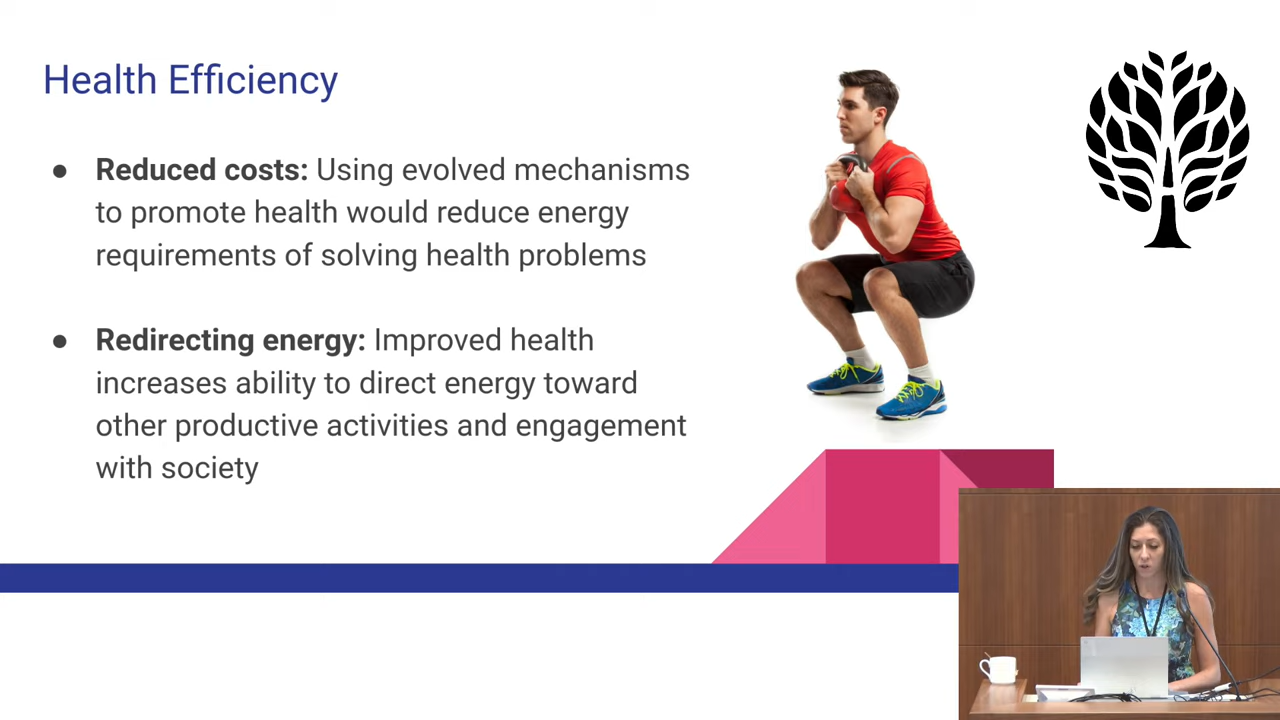 Health Efficiency
● Reduced costs: Using evolved mechanisms
to promote health would reduce energy
requirements of solving health problems
● Redirecting energy: Improved health
increases ability to direct energy toward
other productive activities and engagement
with society